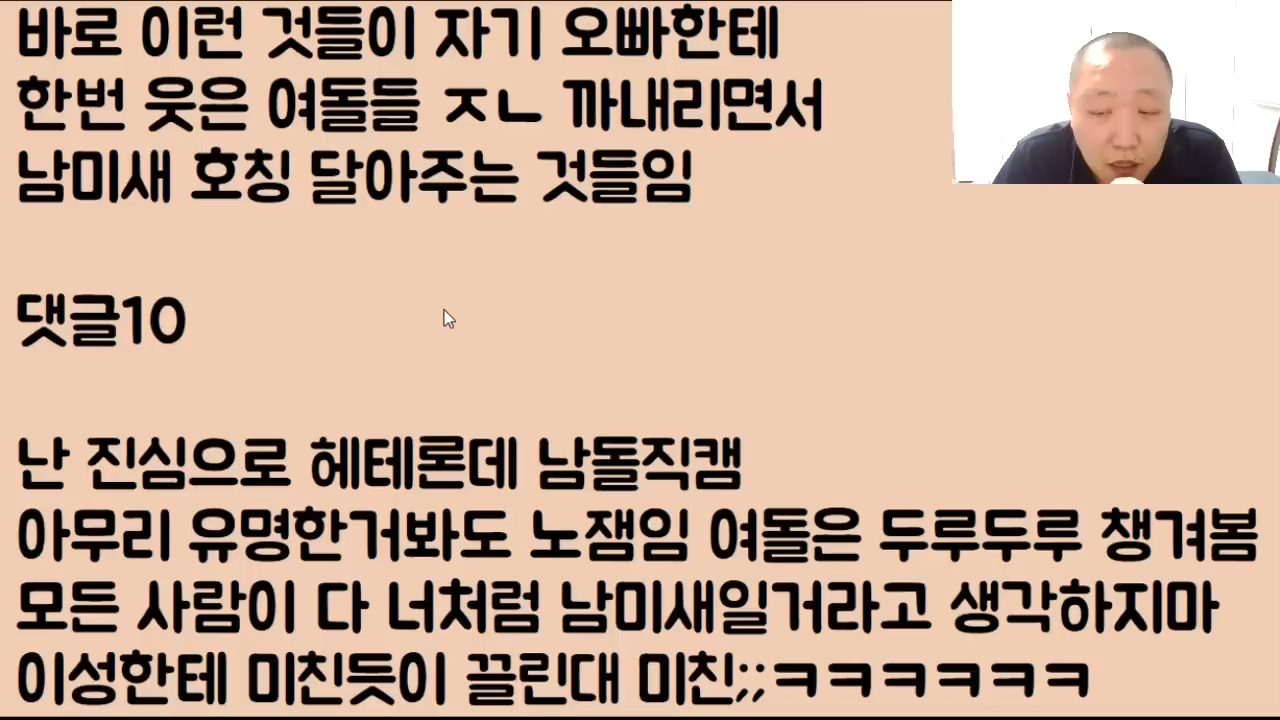 바로 이런 것들이 자기 오빠한테
한번 웃은 여돌들 ㅈㄴ 까내리면서
남미새 호칭 달아주는 것들임
댓글10
난 진심으로 헤테론데 남돌직캠
아무리 유명한거봐도 노잼임 여돌은 두루두루 챙겨봄
모든 사람이 다 너처럼 남미새일거라고 생각하지마
이성한테 미친듯이 끌린대 미친;;ㅋㅋㅋㅋㅋㅋ